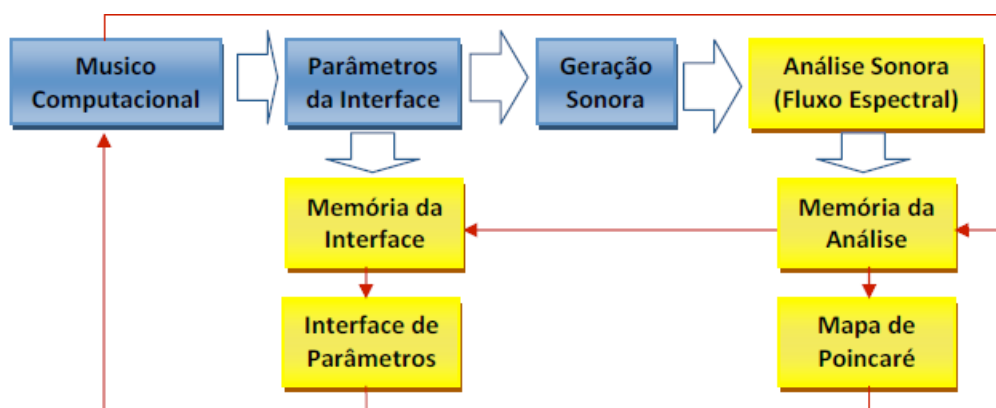 Musico
Computacional
Parâmetros
da Interface
Geração
Sonora
Análise Sonora
(Fluxo Espectral)
Memória da
Interface
Memória da
Análise
Interface de
Parâmetros
Mapa de
Poincaré